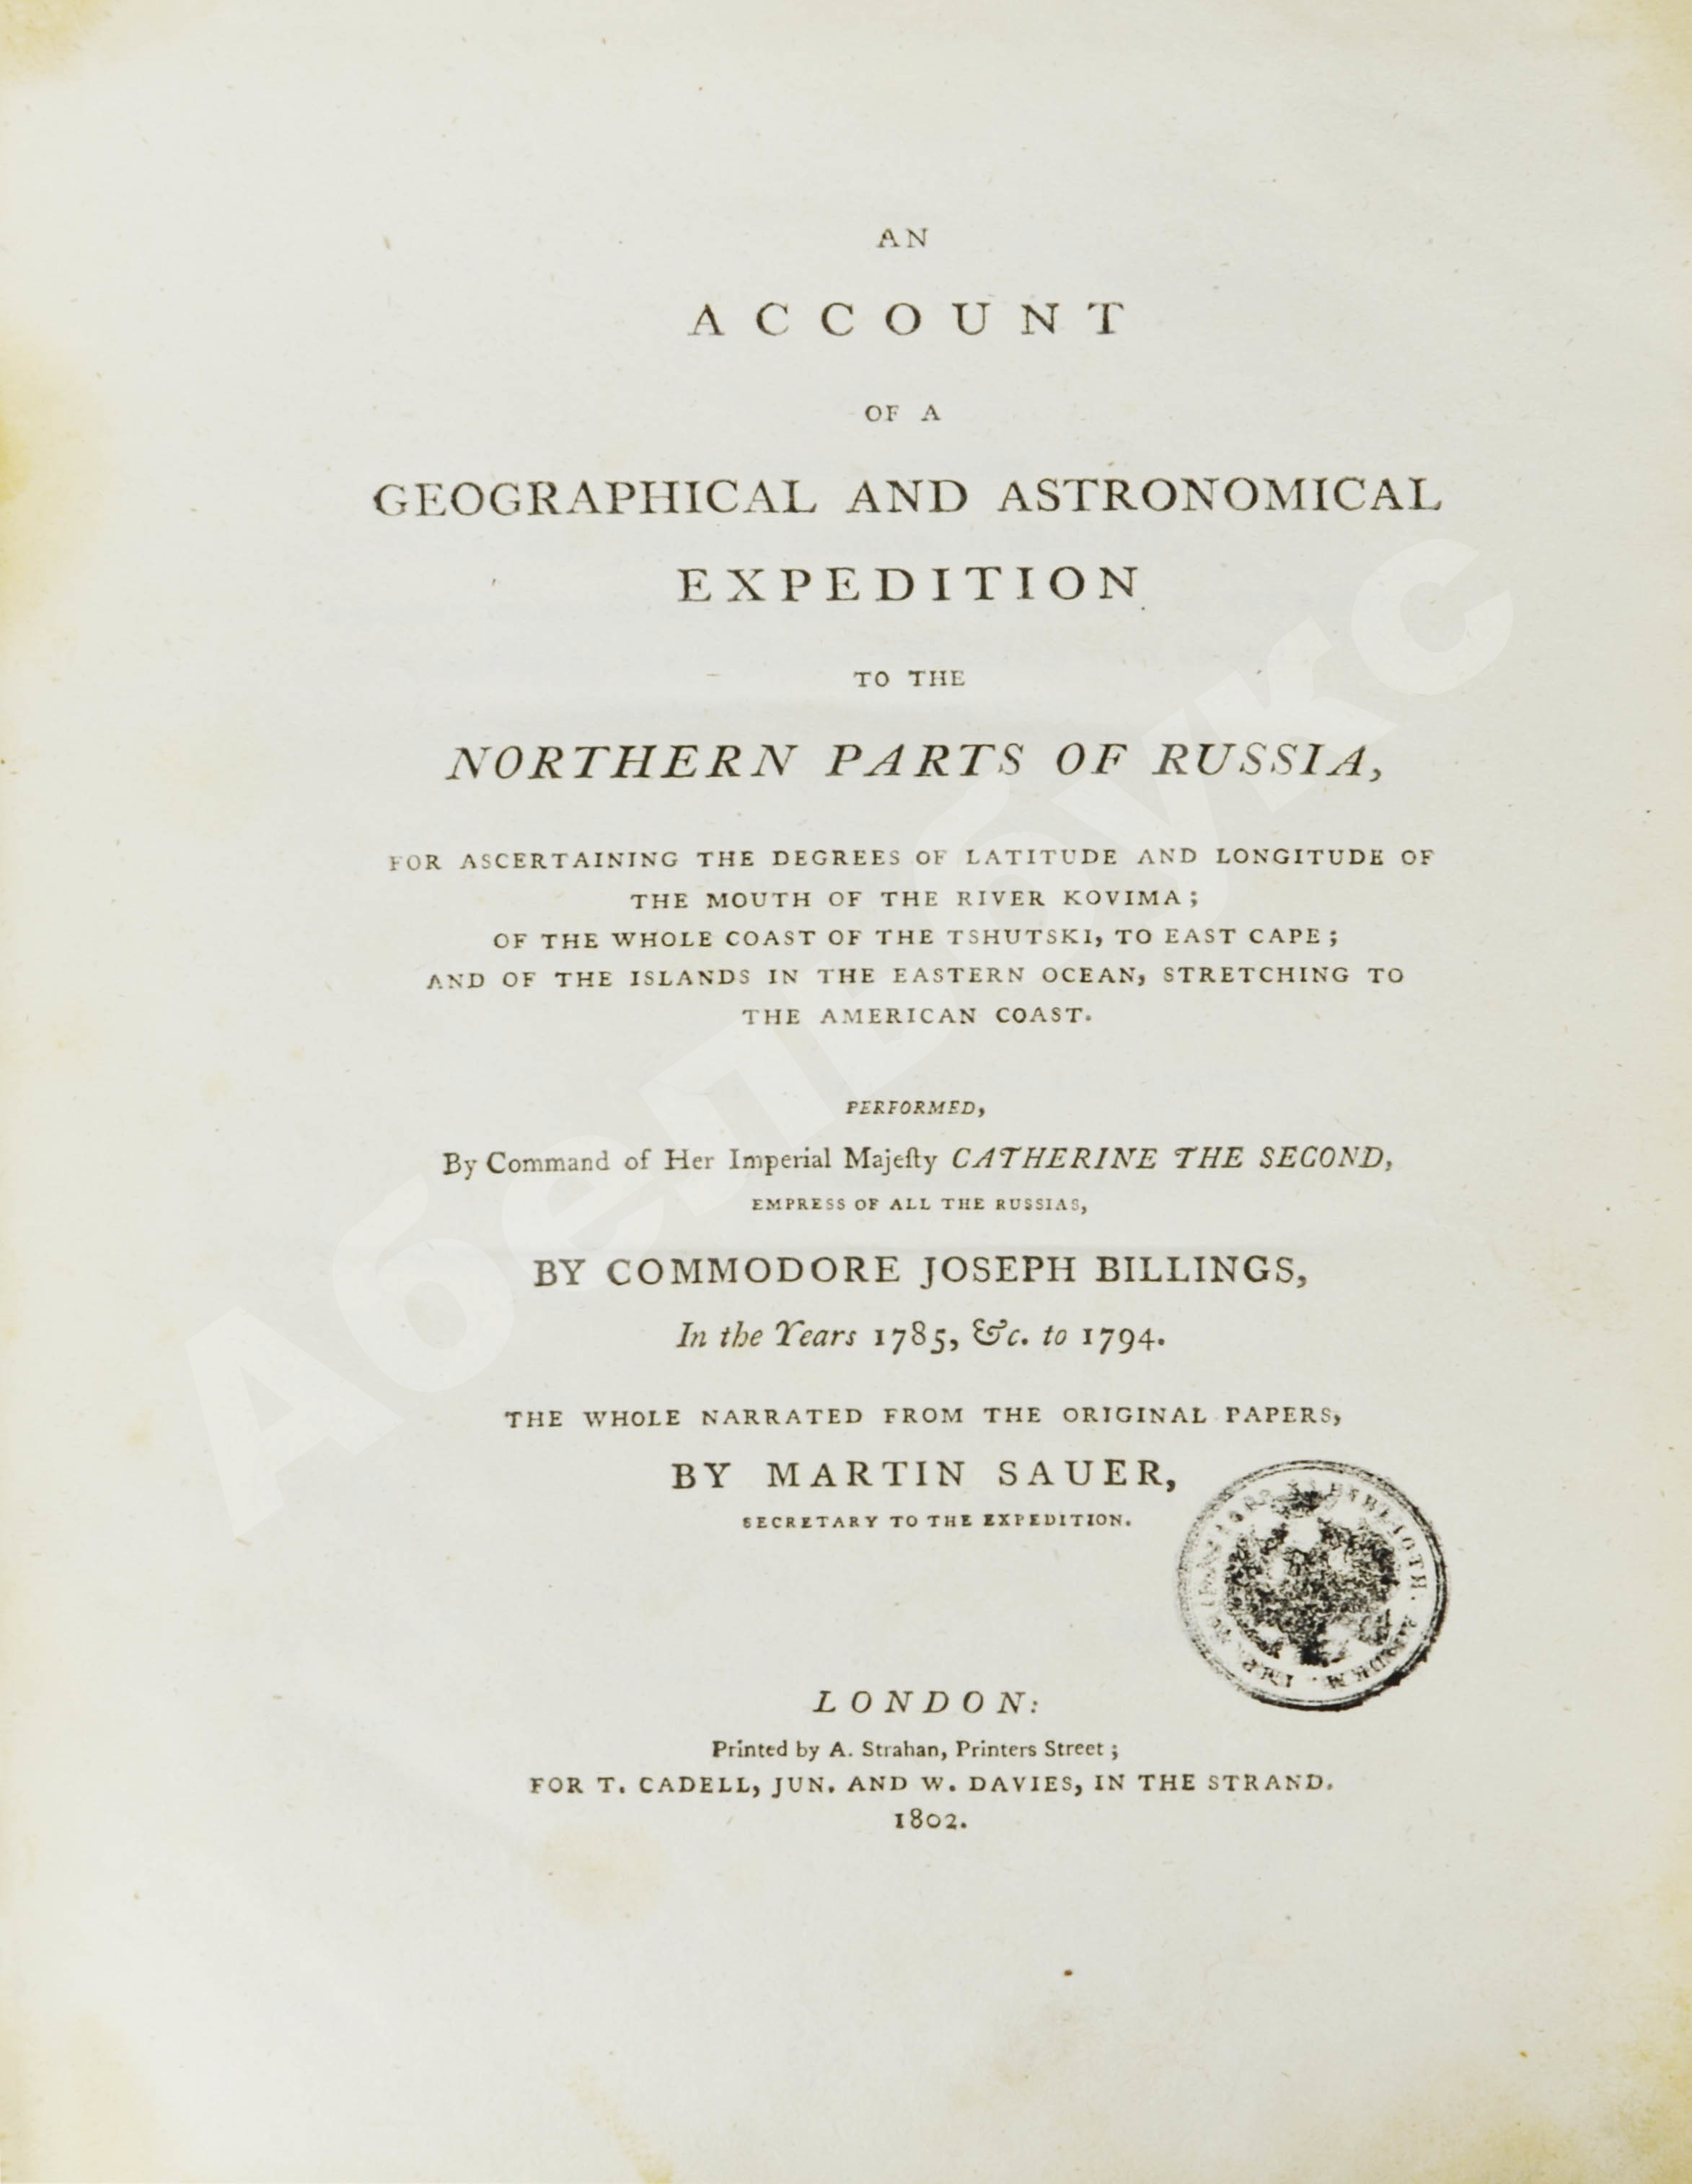 AN
ACCOUNT
OF A
GEOGRAPHICAL AND ASTRONOMICAL
EXPEDITION
TO THE
NORTHERN PARTS OF RUSSIA,
FOR ASCERTAINING THE DEGREES OF LATITUDE AND LONGITUDE OF
THE MOUTH OF THE RIVER KOVIMA;
OF THE WHOLE COAST OF THE TSHUTSKI, TO EAST CAPE;
AND OF THE ISLANDS IN THE EASTERN OCEAN, STRETCHING TO
THE AMERICAN COAST.
PERFORMED,
By Command of Her Imperial Majeſty CATHERINE THE SECOND,
EMPRESS OF ALL THE RUSSIAS,
BY COMMODORE JOSEPH BILLINGS,
In the Years 1785, &c. to 1794.
THE WHOLE NARRATED FROM THE ORIGINAL PAPERS,
BY MARTIN SAUER,
SECRETARY TO THE EXPEDITION.
LONDON:
Printed by A. Strahan, Printers Street;
FOR T. CADELL, JUN. AND W. DAVIES, IN THE STRAND.
1802.
Абельбукс